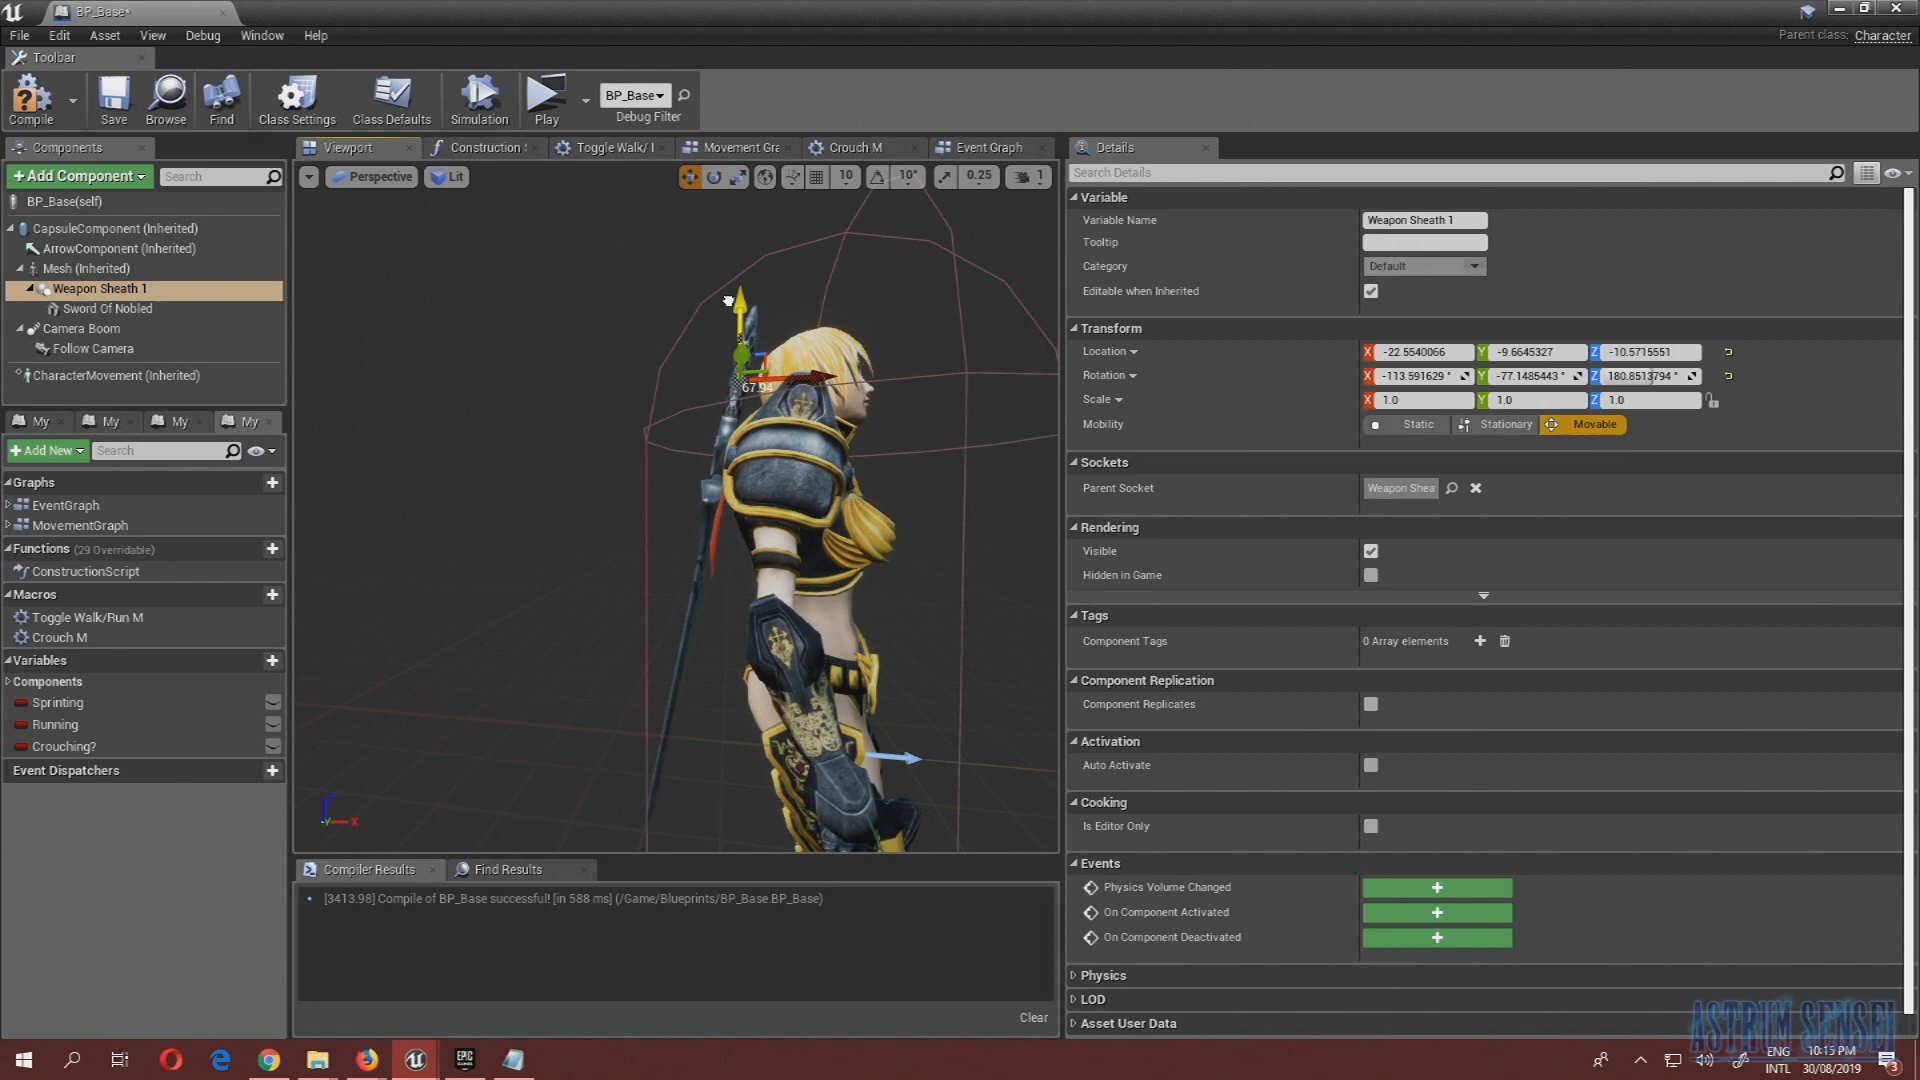 BP_Base*
File Edit Asset View Debug Window Help
Parent class: Character
Toolbar
Compile Save Browse Find Class Settings Class Defaults Simulation Play
BP_Base
Debug Filter
Components
Viewport Construction Toggle Walk/ Movement Gra Crouch M Event Graph
Details
+Add Component Search
Perspective Lit 10 10° 0.25 1
Search Details
BP_Base(self)
CapsuleComponent (Inherited)
ArrowComponent (Inherited)
Mesh (Inherited)
Weapon Sheath 1
Sword Of Nobled
Camera Boom
Follow Camera
CharacterMovement (Inherited)
My My My My
+Add New Search
Graphs
EventGraph
MovementGraph
Functions (29 Overridable)
ConstructionScript
Macros
Toggle Walk/Run M
Crouch M
Variables
Components
Sprinting
Running
Crouching?
Event Dispatchers
67.94
Z
Y X
Compiler Results Find Results
[3413.98] Compile of BP_Base successful! [in 588 ms] (/Game/Blueprints/BP_Base.BP_Base)
Clear
Variable
Variable Name Weapon Sheath 1
Tooltip
Category Default
Editable when Inherited
Transform
Location X -22.5540066 Y -9.6645327 Z -10.5715551
Rotation X -113.591629 ° Y -77.1485443 ° Z 180.8513794 °
Scale X 1.0 Y 1.0 Z 1.0
Mobility Static Stationary Movable
Sockets
Parent Socket Weapon Shea
Rendering
Visible
Hidden in Game
Tags
Component Tags 0 Array elements
Component Replication
Component Replicates
Activation
Auto Activate
Cooking
Is Editor Only
Events
Physics Volume Changed
On Component Activated
On Component Deactivated
Physics
LOD
Asset User Data
ASTRUM SENSEI
EPIC GAMES
ENG 10:15 PM
INTL 30/08/2019
3